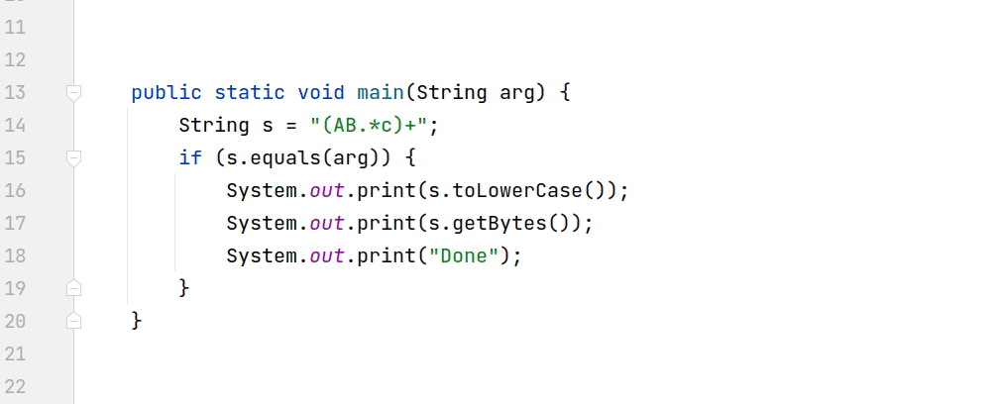 11
12
13 public static void main(String arg) {
14 String s = "(AB.*c)+";
15 if (s.equals(arg)) {
16 System.out.print(s.toLowerCase());
17 System.out.print(s.getBytes());
18 System.out.print("Done");
19 }
20 }
21
22